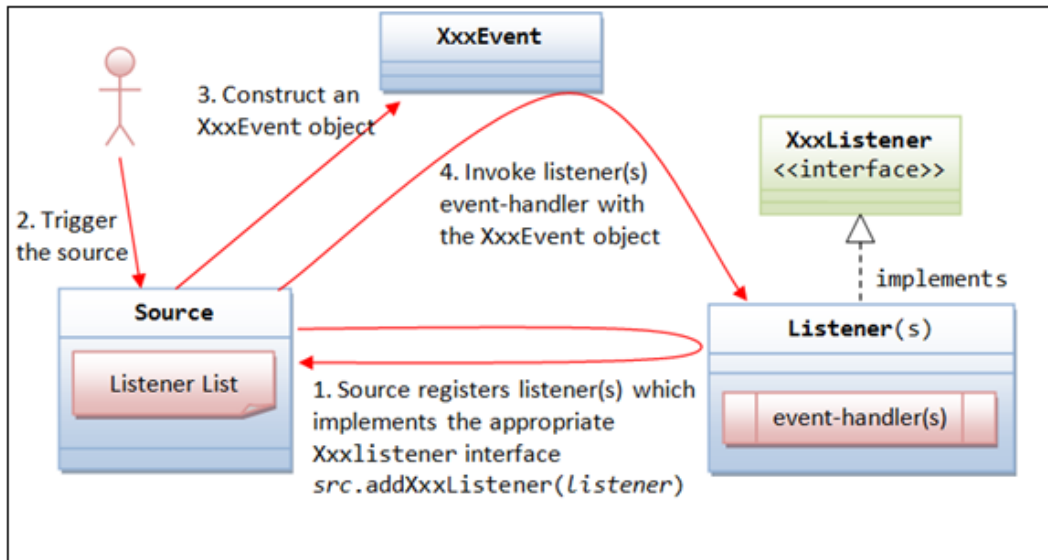 XxxEvent
3. Construct an
XxxEvent object
XxxListener
<<interface>>
4. Invoke listener(s)
event-handler with
the XxxEvent object
2. Trigger
the source
implements
Source
Listener List
Listener(s)
event-handler(s)
1. Source registers listener(s) which
implements the appropriate
Xxxlistener interface
src.addXxxListener(listener)